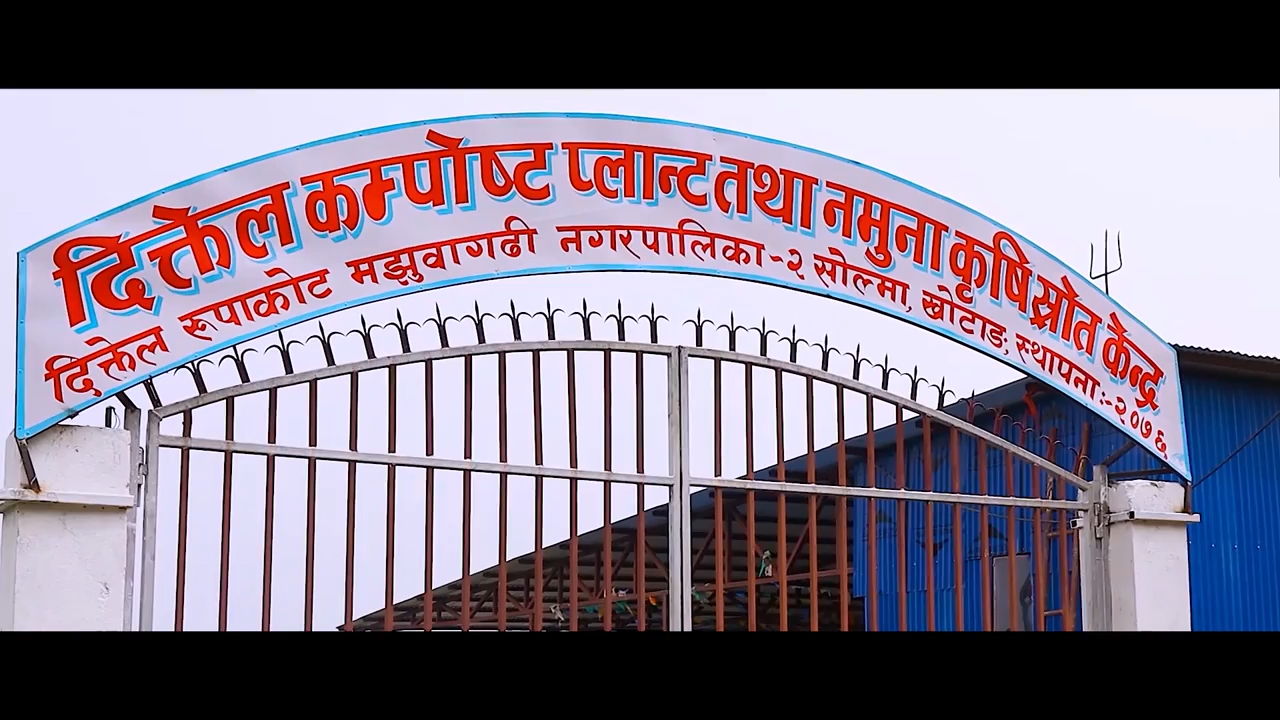 दिक्तेल कम्पोष्ट प्लान्ट तथा नमुना कृषि स्रोत केन्द्र
दिक्तेल रूपाकोट मझुवागढी नगरपालिका-२ सोल्मा, खोटाङ, स्थापना:-२०७६